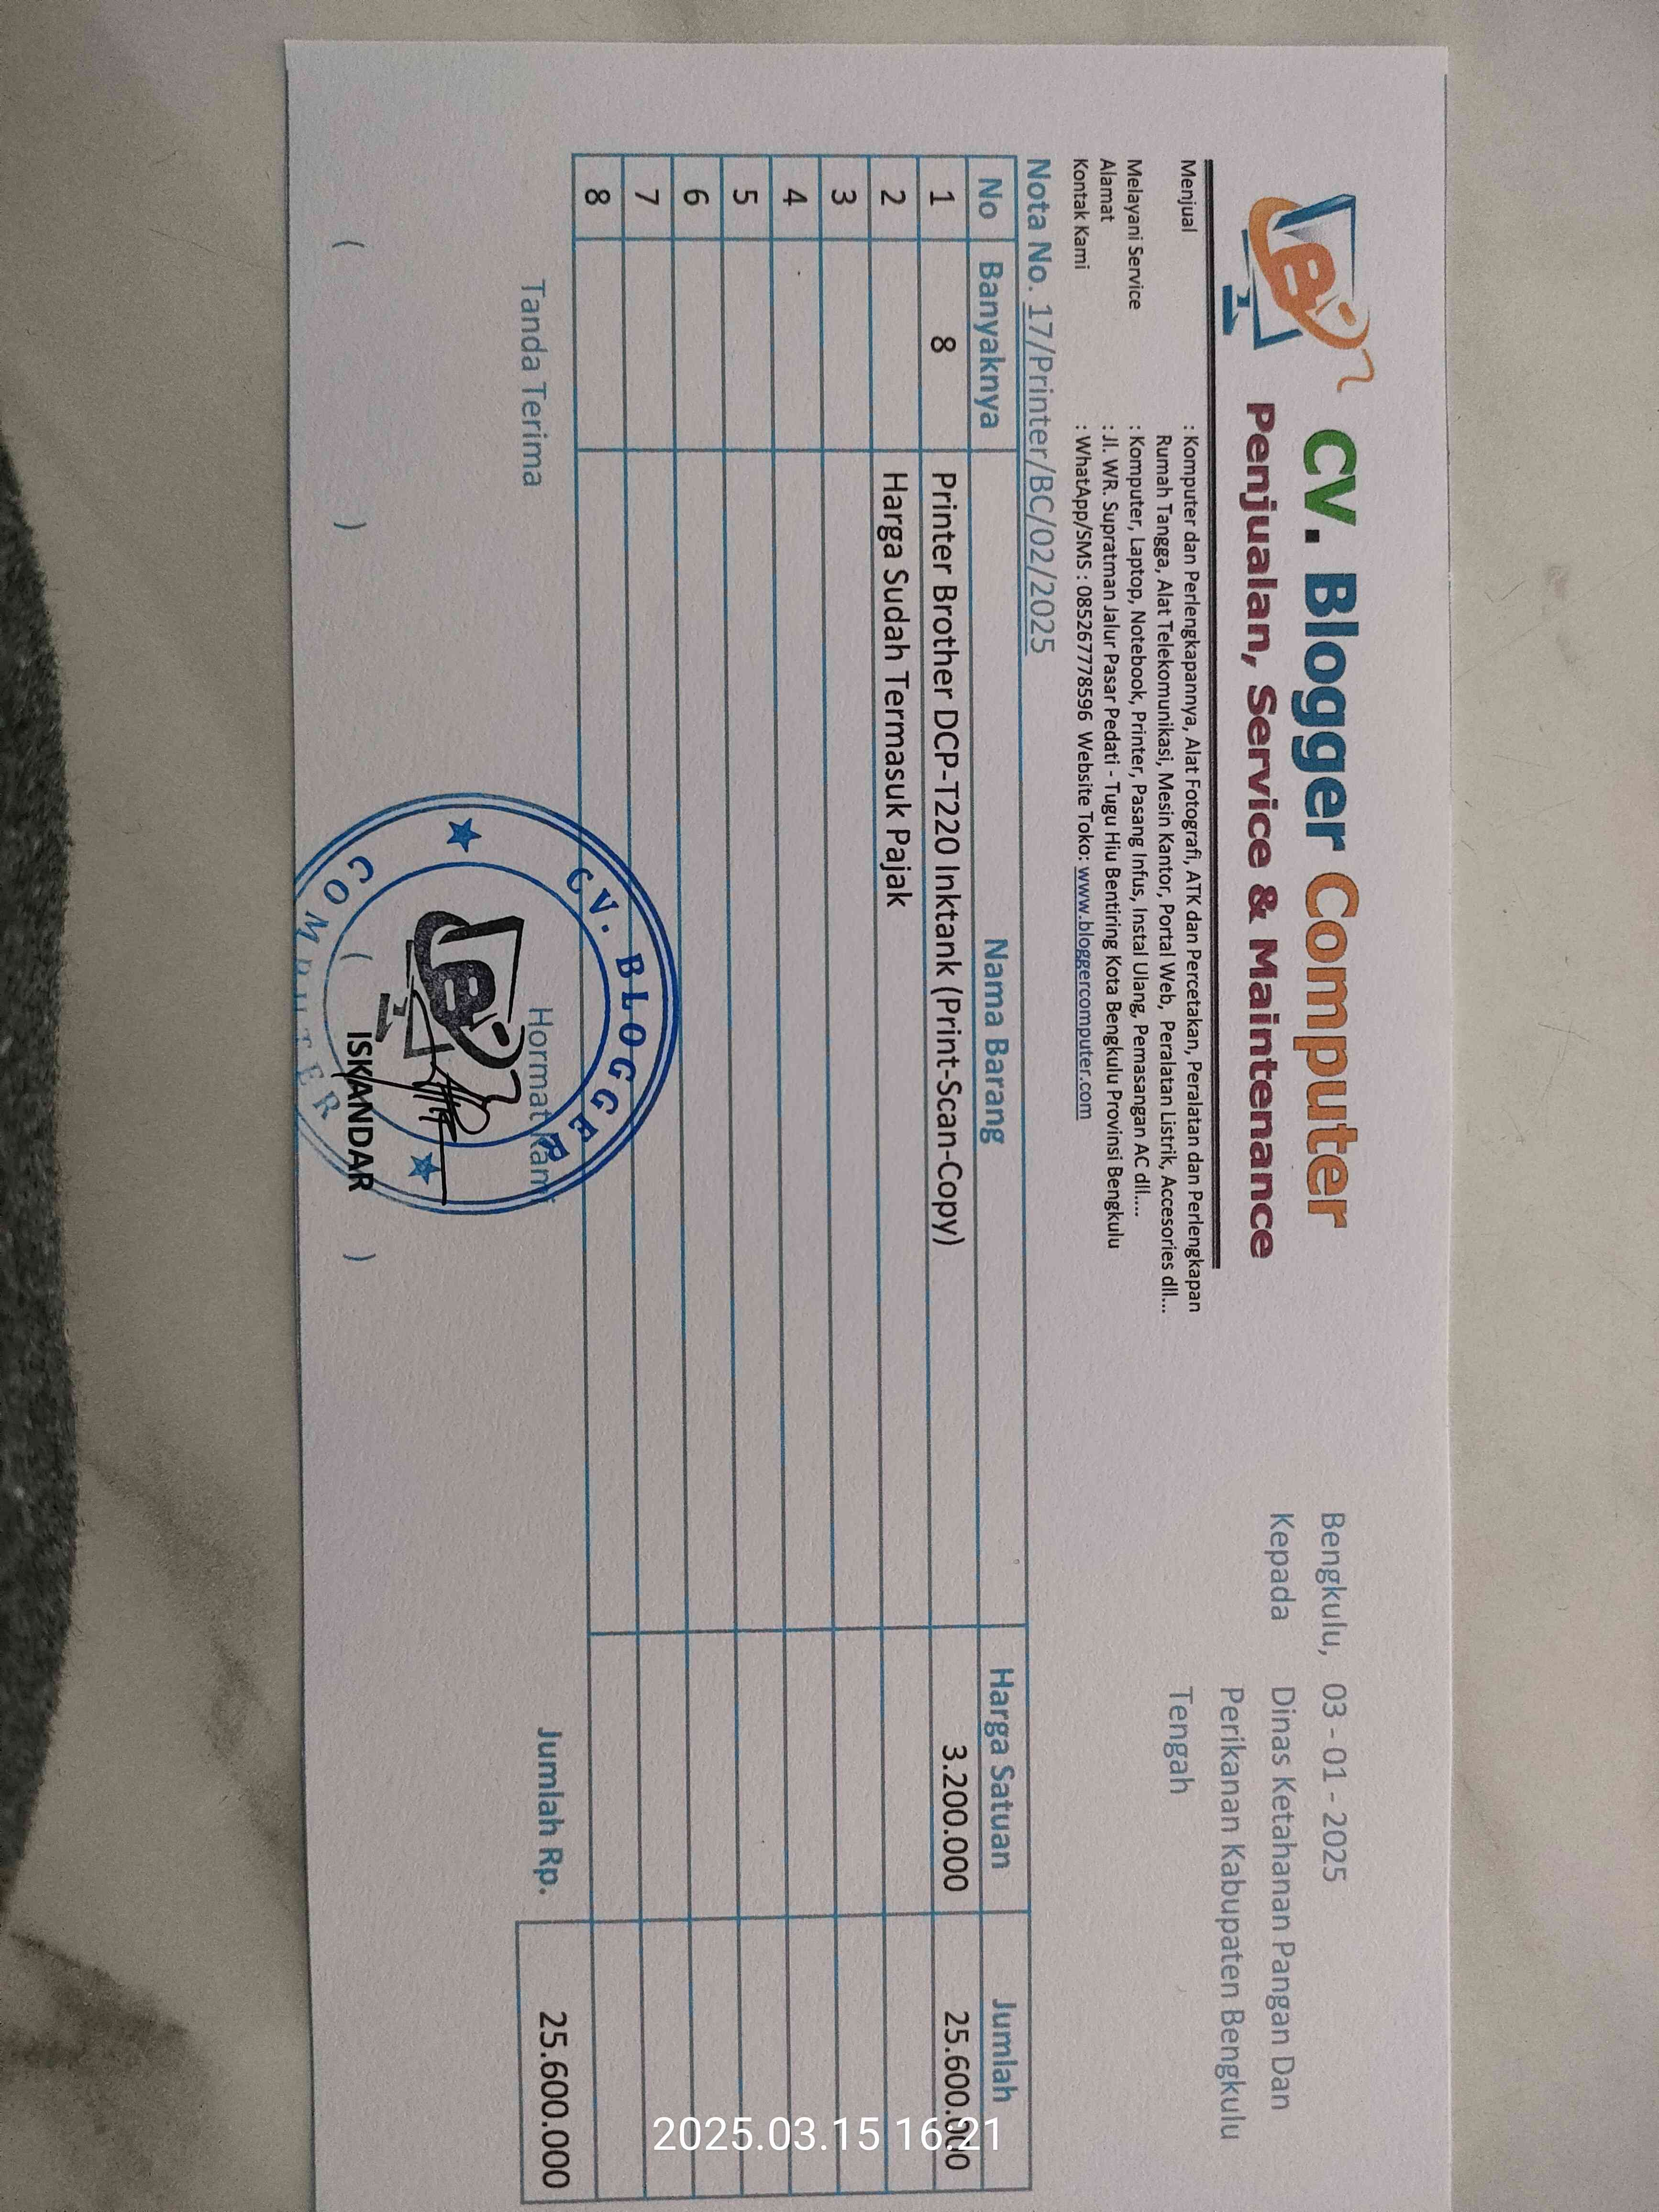 CV. Blogger Computer
Penjualan, Service & Maintenance
Menjual : Komputer dan Perlengkapannya, Alat Fotografi, ATK dan Percetakan, Peralatan dan Perlengkapan
Rumah Tangga, Alat Telekomunikasi, Mesin Kantor, Portal Web, Peralatan Listrik, Accesories dll...
Melayani Service : Komputer, Laptop, Notebook, Printer, Pasang Infus, Instal Ulang, Pemasangan AC dll....
Alamat : Jl. WR. Supratman Jalur Pasar Pedati - Tugu Hiu Bentiring Kota Bengkulu Provinsi Bengkulu
Kontak Kami : WhatApp/SMS : 085267778596 Website Toko: www.bloggercomputer.com
Bengkulu, 03 - 01 - 2025
Kepada Dinas Ketahanan Pangan Dan
Perikanan Kabupaten Bengkulu
Tengah
Nota No. 17/Printer/BC/02/2025
No Banyaknya Nama Barang Harga Satuan Jumlah
1 8 Printer Brother DCP-T220 Inktank (Print-Scan-Copy) 3.200.000 25.600.000
2 Harga Sudah Termasuk Pajak
3
4
5
6
7
8
Jumlah Rp. 25.600.000
Tanda Terima Hormat Kami
CV. BLOGGER
COMPUTER
( ) ( ISKANDAR )
2025.03.15 16:21